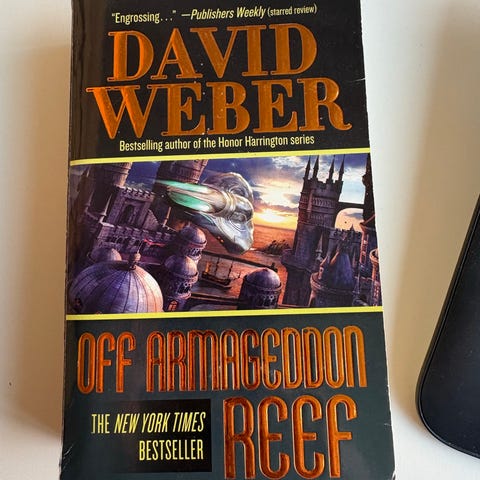 "Engrossing. . ." —Publishers Weekly (starred review)
DAVID
WEBER
Bestselling author of the Honor Harrington series
OFF ARMAGEDDON
REEF
THE NEW YORK TIMES
BESTSELLER